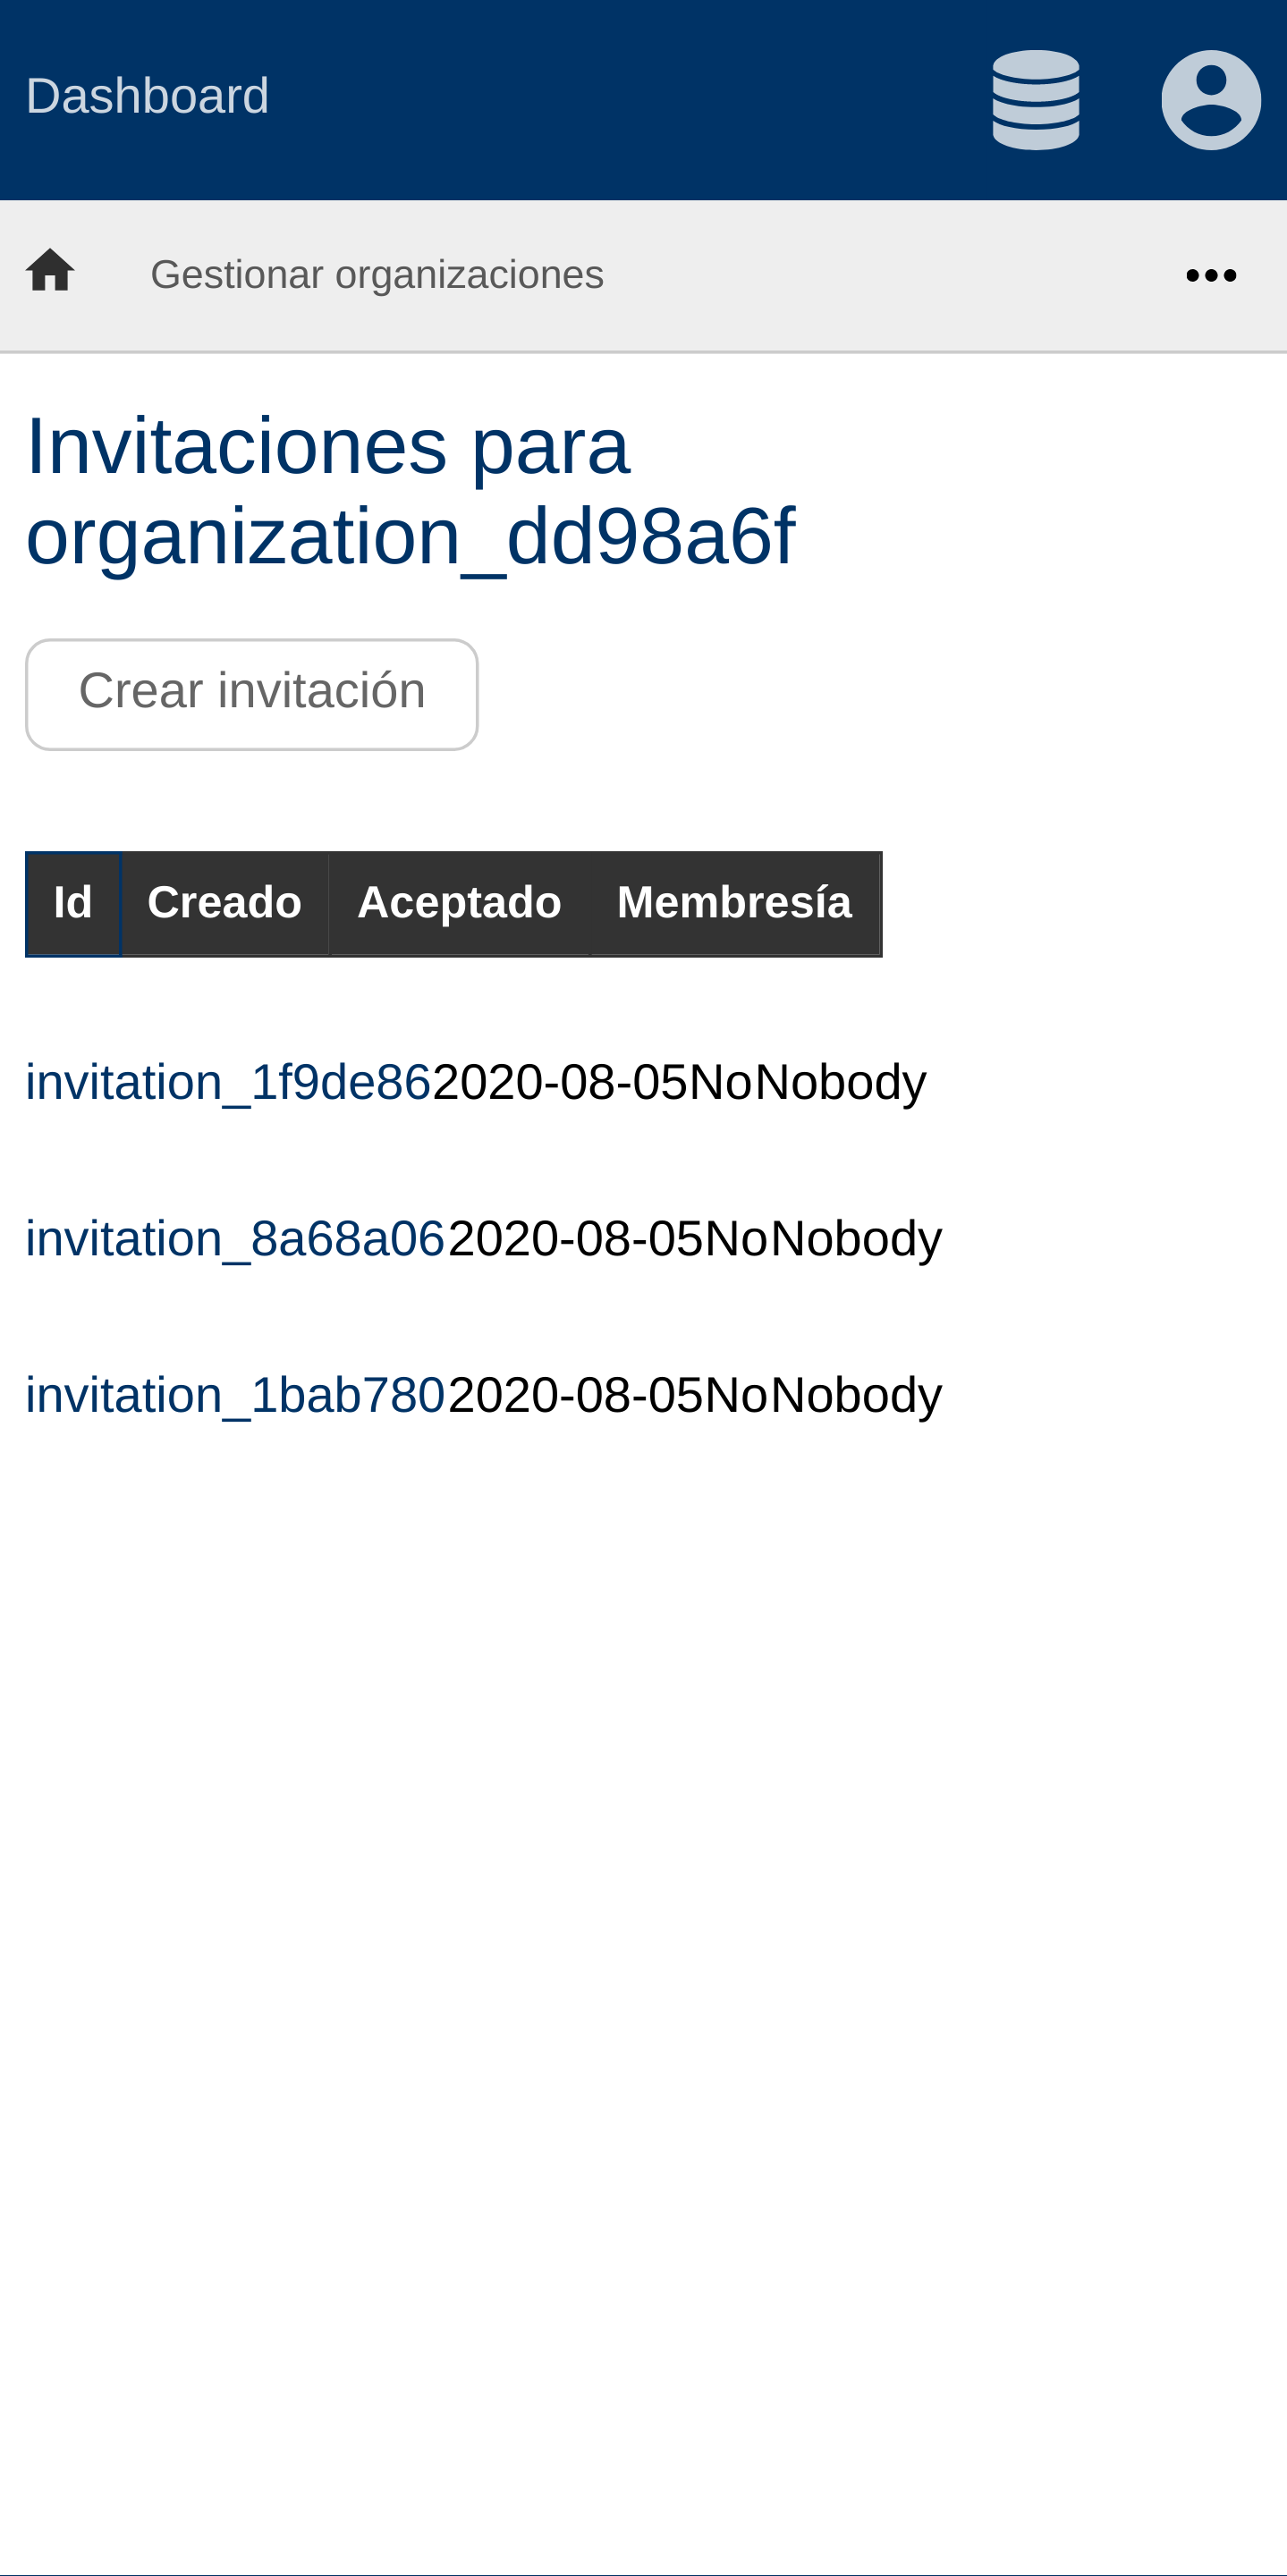 Dashboard
Gestionar organizaciones
Invitaciones para
organization_dd98a6f
Crear invitación
Id Creado Aceptado Membresía
invitation_1f9de862020-08-05NoNobody
invitation_8a68a062020-08-05NoNobody
invitation_1bab7802020-08-05NoNobody